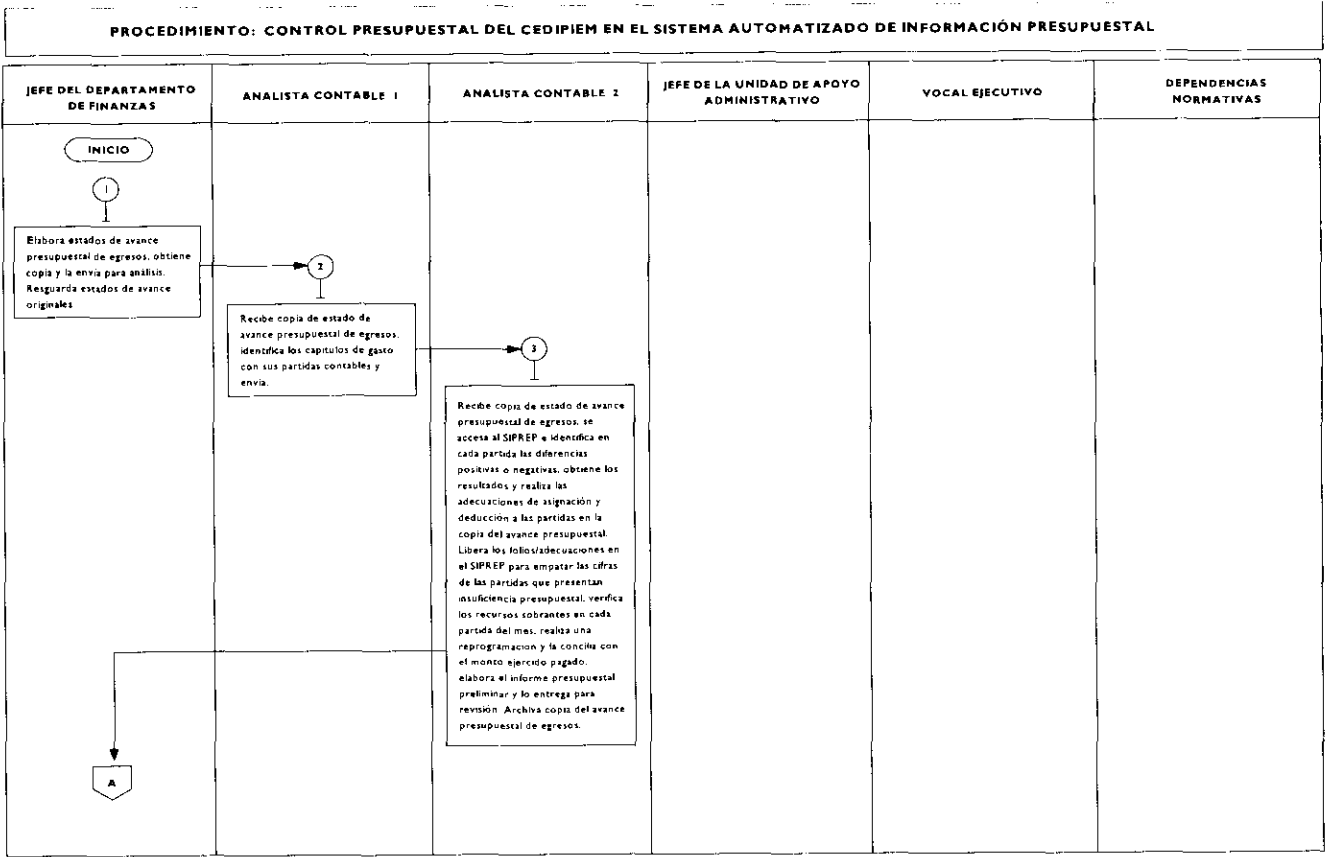 PROCEDIMIENTO: CONTROL PRESUPUESTAL DEL CEDIPIEM EN EL SISTEMA AUTOMATIZADO DE INFORMACIÓN PRESUPUESTAL
JEFE DEL DEPARTAMENTO
DE FINANZAS
ANALISTA CONTABLE 1
ANALISTA CONTABLE 2
JEFE DE LA UNIDAD DE APOYO
ADMINISTRATIVO
VOCAL EJECUTIVO
DEPENDENCIAS
NORMATIVAS
INICIO
1
Elabora estados de avance
presupuestal de egresos, obtiene
copia y la envía para análisis.
Resguarda estados de avance
originales.
2
Recibe copia de estado de
avance presupuestal de egresos,
identifica los capítulos de gasto
con sus partidas contables y
envía.
3
Recibe copia de estado de avance
presupuestal de egresos, se
accesa al SIPREP e identifica en
cada partida las diferencias
positivas o negativas, obtiene los
resultados y realiza las
adecuaciones de asignación y
deducción a las partidas en la
copia del avance presupuestal.
Libera los folios/adecuaciones en
el SIPREP para empatar las cifras
de las partidas que presentan
insuficiencia presupuestal, verifica
los recursos sobrantes en cada
partida del mes, realiza una
reprogramación y la concilia con
el monto ejercido pagado,
elabora el informe presupuestal
preliminar y lo entrega para
revisión. Archiva copia del avance
presupuestal de egresos.
A